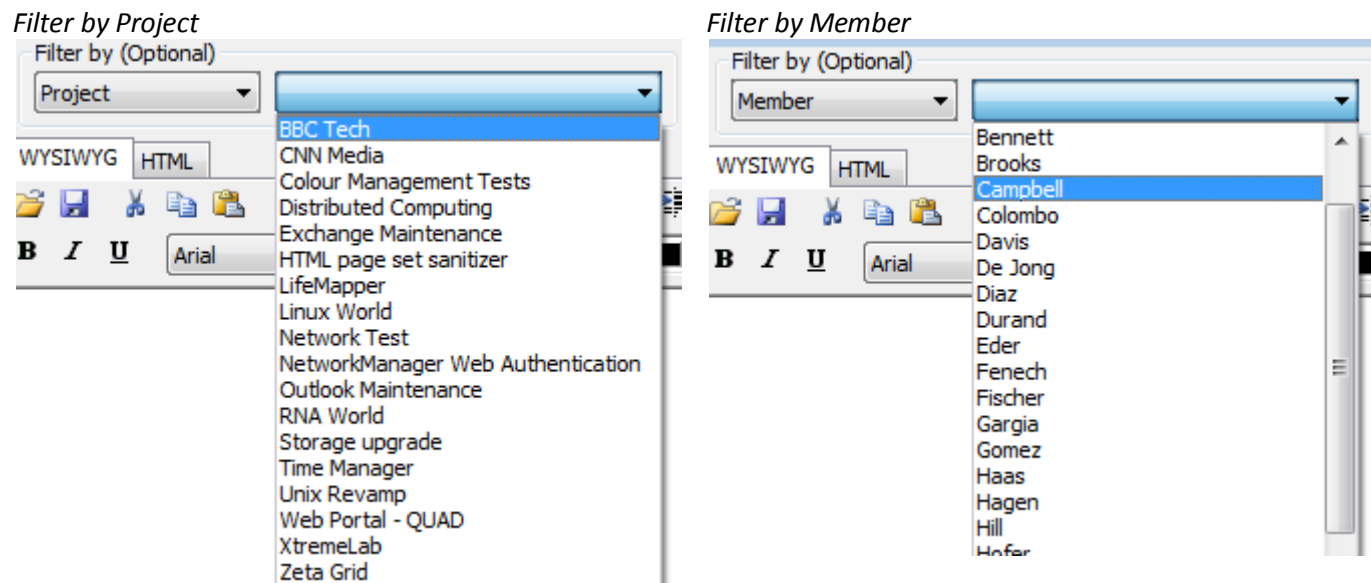 Filter by Project
Filter by (Optional)
Project
BBC Tech
CNN Media
Colour Management Tests
Distributed Computing
Exchange Maintenance
HTML page set sanitizer
LifeMapper
Linux World
Network Test
NetworkManager Web Authentication
Outlook Maintenance
RNA World
Storage upgrade
Time Manager
Unix Revamp
Web Portal - QUAD
XtremeLab
Zeta Grid
WYSIWYG HTML
B I U Arial
Filter by Member
Filter by (Optional)
Member
Bennett
Brooks
Campbell
Colombo
Davis
De Jong
Diaz
Durand
Eder
Fenech
Fischer
Gargia
Gomez
Haas
Hagen
Hill
Hofer
WYSIWYG HTML
B I U Arial